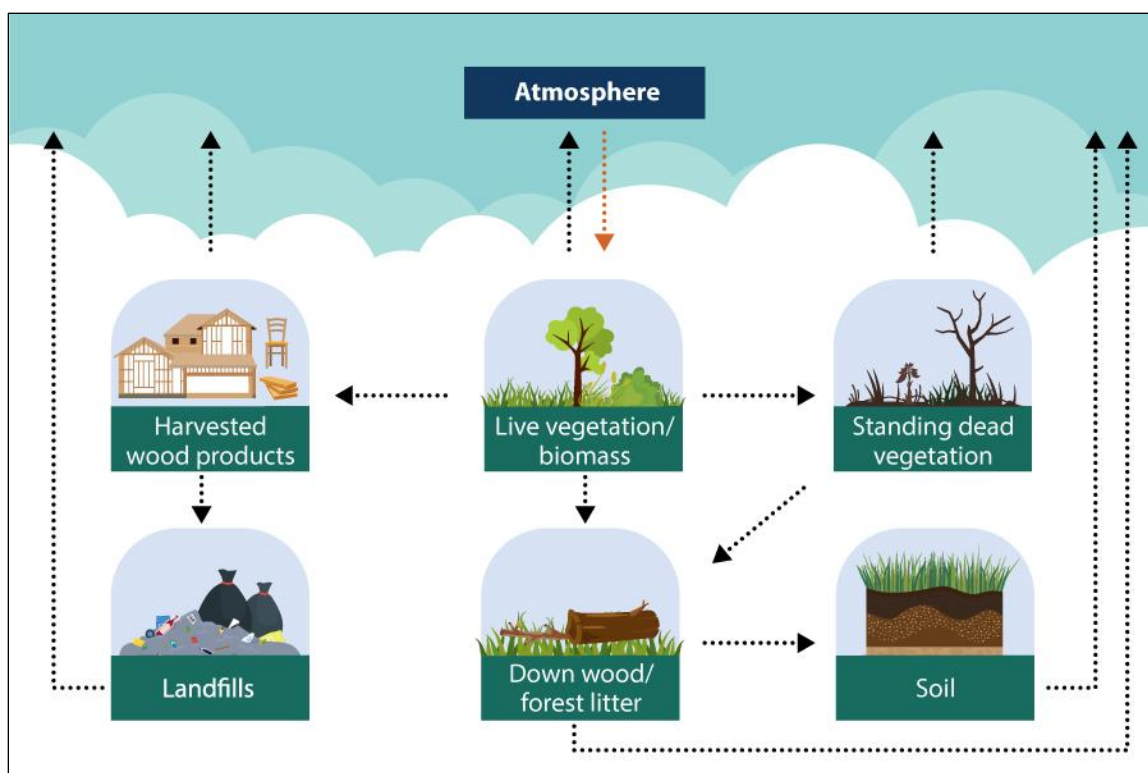 Atmosphere
Harvested
wood products
Live vegetation/
biomass
Standing dead
vegetation
Landfills
Down wood/
forest litter
Soil